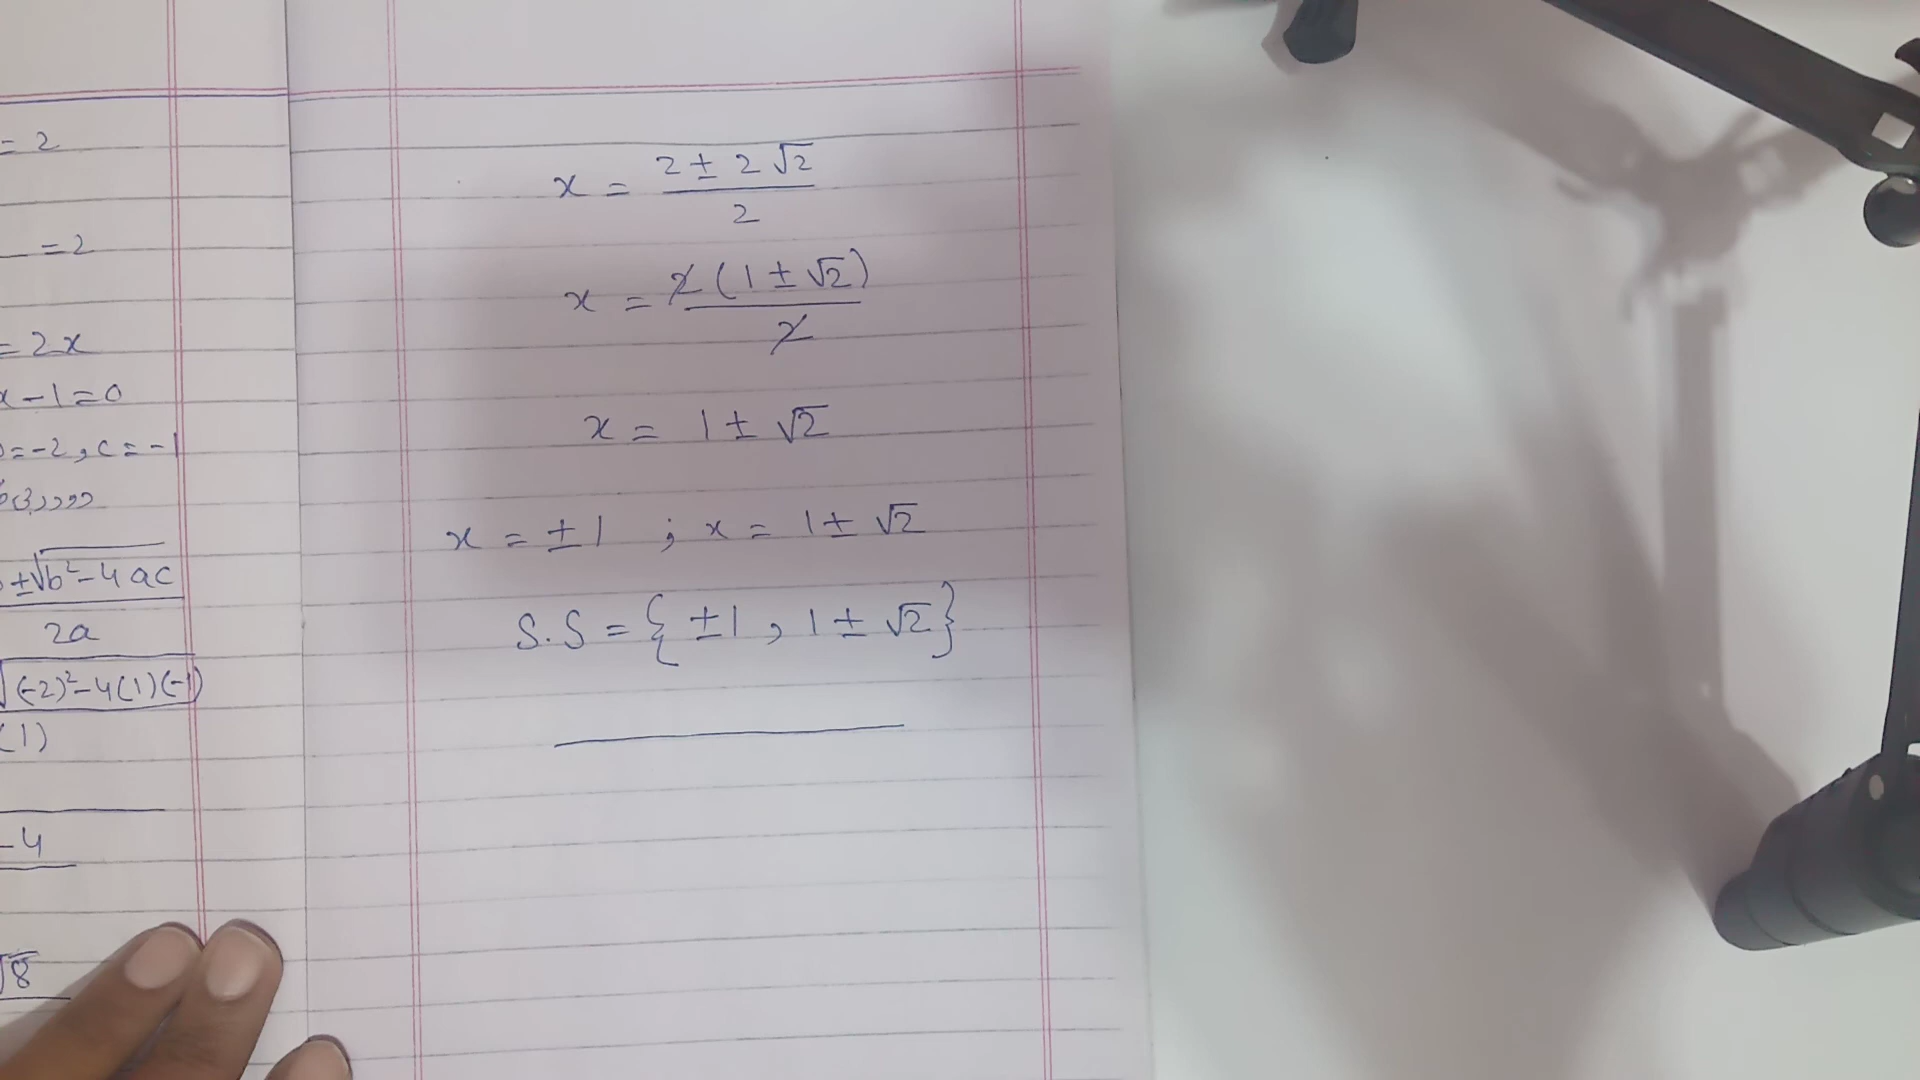 = 2
= 2
= 2x
x - 1 = 0
= -2, c = -1
± √b² - 4ac
2a
√(-2)² - 4(1)(-1)
(1)
- 4
√8
x = 2 ± 2√2
2
x = 2(1 ± √2)
2
x = 1 ± √2
x = ±1 ; x = 1 ± √2
S.S = { ±1 , 1 ± √2 }